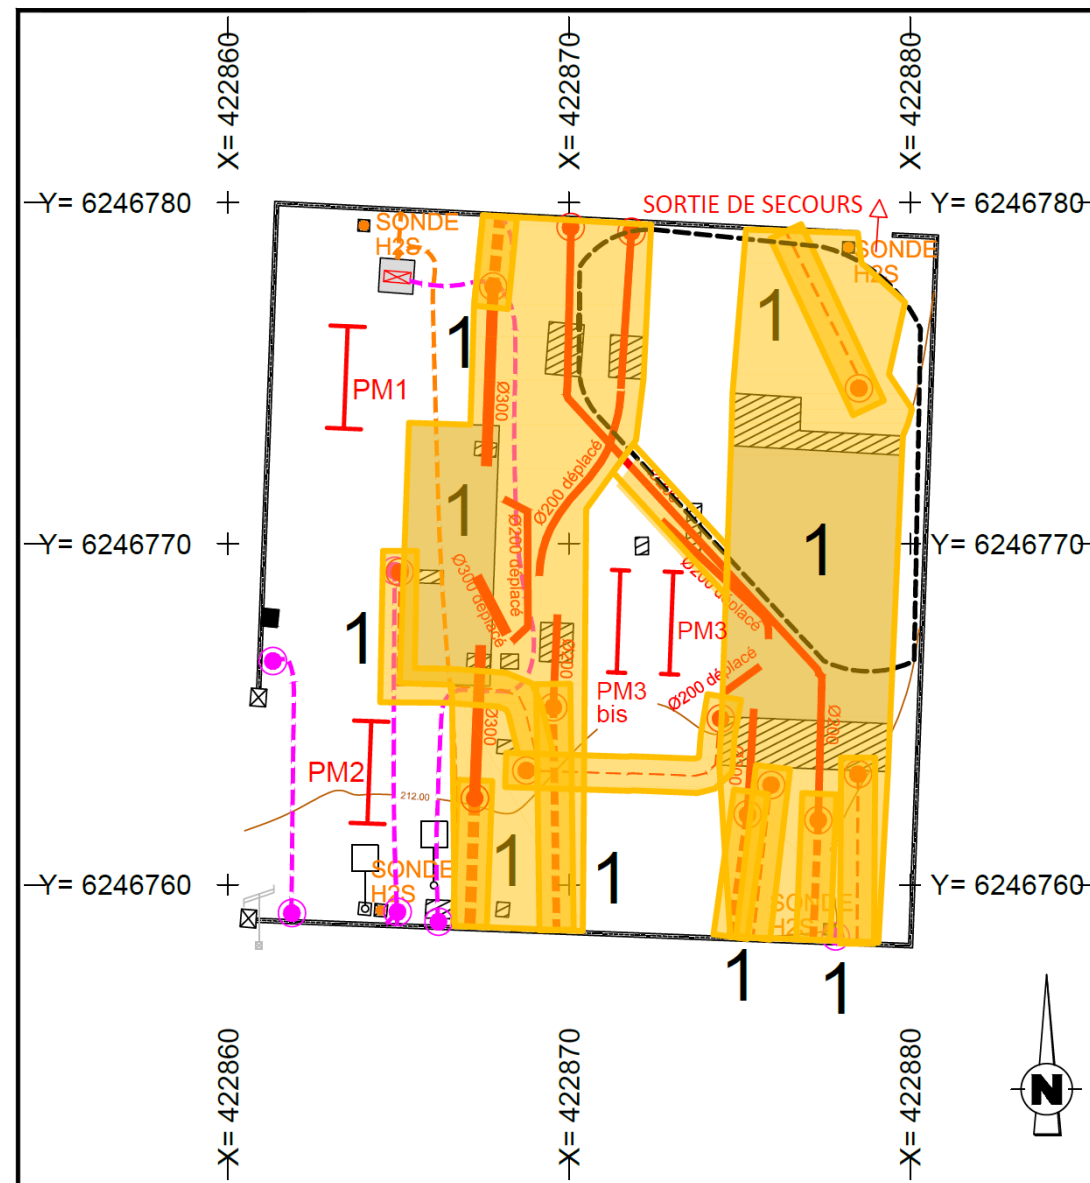 X= 422860
X= 422870
X= 422880
Y= 6246780
SORTIE DE SECOURS
Y= 6246780
SONDE
H2S
SONDE
H2S
1
1
PM1
Ø300
Ø200 déplacé
1
1
Y= 6246770
Y= 6246770
Ø200 déplacé
Ø300 déplacé
Ø200 déplacé
1
PM3
Ø200
Ø200 déplacé
PM3
bis
Ø300
Ø200
PM2
212.00
1
1
SONDE
H2S
Y= 6246760
Y= 6246760
SONDE
H2S
1
1
X= 422860
X= 422870
X= 422880
N